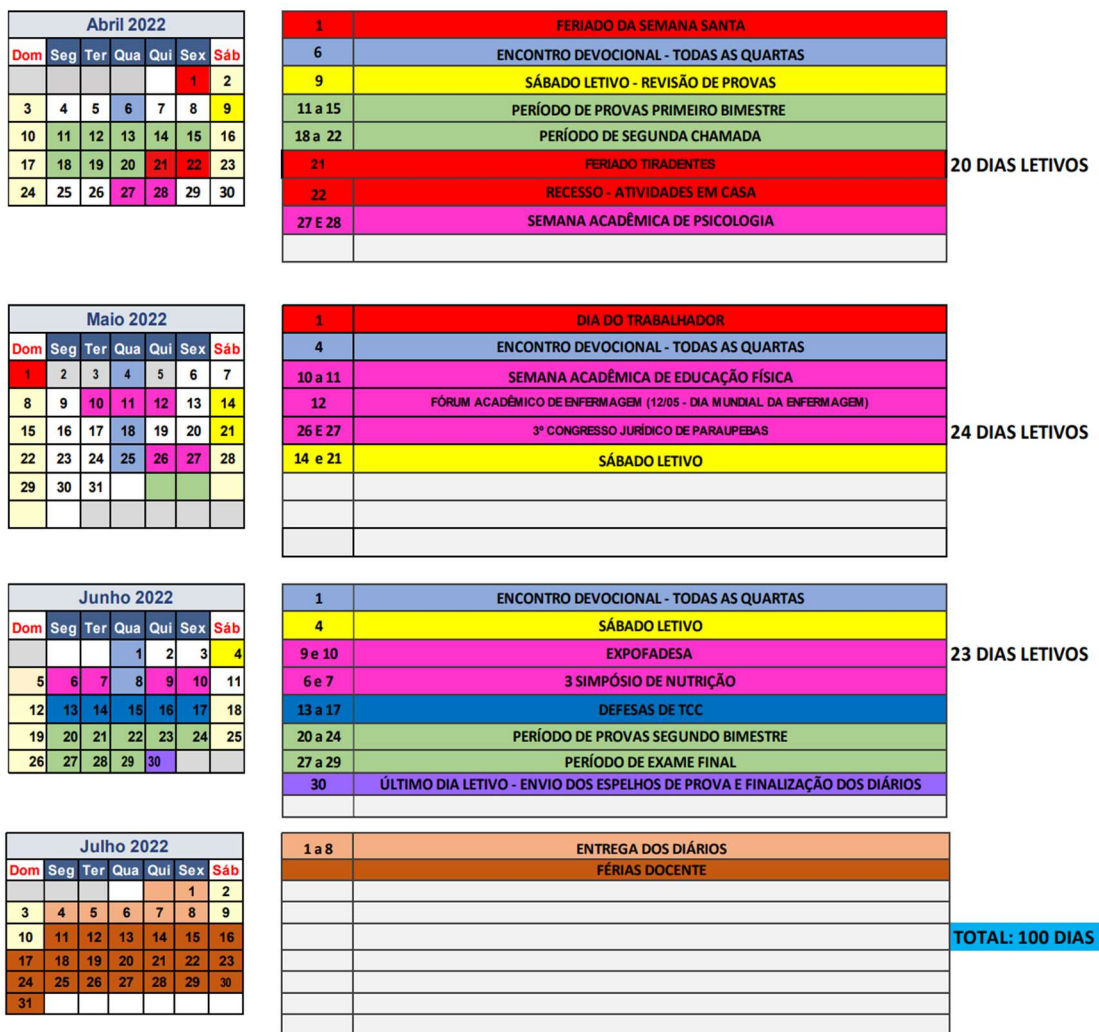 Abril 2022
Dom Seg Ter Qua Qui Sex Sáb
1 2
3 4 5 6 7 8 9
10 11 12 13 14 15 16
17 18 19 20 21 22 23
24 25 26 27 28 29 30
1 FERIADO DA SEMANA SANTA
6 ENCONTRO DEVOCIONAL - TODAS AS QUARTAS
9 SÁBADO LETIVO - REVISÃO DE PROVAS
11 a 15 PERÍODO DE PROVAS PRIMEIRO BIMESTRE
18 a 22 PERÍODO DE SEGUNDA CHAMADA
21 FERIADO TIRADENTES
22 RECESSO - ATIVIDADES EM CASA
27 E 28 SEMANA ACADÊMICA DE PSICOLOGIA
20 DIAS LETIVOS
Maio 2022
Dom Seg Ter Qua Qui Sex Sáb
1 2 3 4 5 6 7
8 9 10 11 12 13 14
15 16 17 18 19 20 21
22 23 24 25 26 27 28
29 30 31
1 DIA DO TRABALHADOR
4 ENCONTRO DEVOCIONAL - TODAS AS QUARTAS
10 a 11 SEMANA ACADÊMICA DE EDUCAÇÃO FÍSICA
12 FÓRUM ACADÊMICO DE ENFERMAGEM (12/05 - DIA MUNDIAL DA ENFERMAGEM)
26 E 27 3º CONGRESSO JURÍDICO DE PARAUPEBAS
14 e 21 SÁBADO LETIVO
24 DIAS LETIVOS
Junho 2022
Dom Seg Ter Qua Qui Sex Sáb
1 2 3 4
5 6 7 8 9 10 11
12 13 14 15 16 17 18
19 20 21 22 23 24 25
26 27 28 29 30
1 ENCONTRO DEVOCIONAL - TODAS AS QUARTAS
4 SÁBADO LETIVO
9 e 10 EXPOFADESA
6 e 7 3 SIMPÓSIO DE NUTRIÇÃO
13 a 17 DEFESAS DE TCC
20 a 24 PERÍODO DE PROVAS SEGUNDO BIMESTRE
27 a 29 PERÍODO DE EXAME FINAL
30 ÚLTIMO DIA LETIVO - ENVIO DOS ESPELHOS DE PROVA E FINALIZAÇÃO DOS DIÁRIOS
23 DIAS LETIVOS
Julho 2022
Dom Seg Ter Qua Qui Sex Sáb
1 2
3 4 5 6 7 8 9
10 11 12 13 14 15 16
17 18 19 20 21 22 23
24 25 26 27 28 29 30
31
1 a 8 ENTREGA DOS DIÁRIOS
FÉRIAS DOCENTE
TOTAL: 100 DIAS